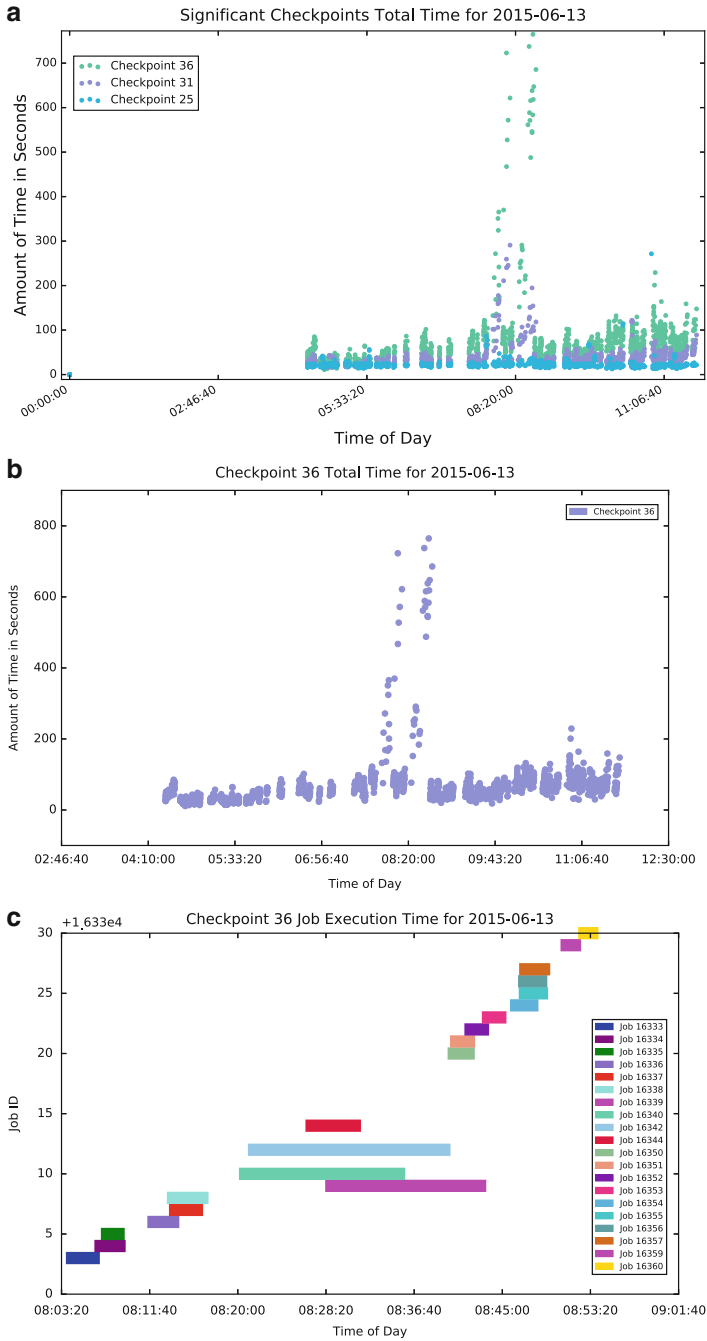 a
Significant Checkpoints Total Time for 2015-06-13
Checkpoint 36
Checkpoint 31
Checkpoint 25
Amount of Time in Seconds
700
600
500
400
300
200
100
0
00:00:00
02:46:40
05:33:20
08:20:00
11:06:40
Time of Day
b
Checkpoint 36 Total Time for 2015-06-13
Checkpoint 36
Amount of Time in Seconds
800
600
400
200
0
02:46:40
04:10:00
05:33:20
06:56:40
08:20:00
09:43:20
11:06:40
12:30:00
Time of Day
c
+1.633e4
Checkpoint 36 Job Execution Time for 2015-06-13
Job ID
30
25
20
15
10
5
0
Job 16333
Job 16334
Job 16335
Job 16336
Job 16337
Job 16338
Job 16339
Job 16340
Job 16342
Job 16344
Job 16350
Job 16351
Job 16352
Job 16353
Job 16354
Job 16355
Job 16356
Job 16357
Job 16359
Job 16360
08:03:20
08:11:40
08:20:00
08:28:20
08:36:40
08:45:00
08:53:20
09:01:40
Time of Day